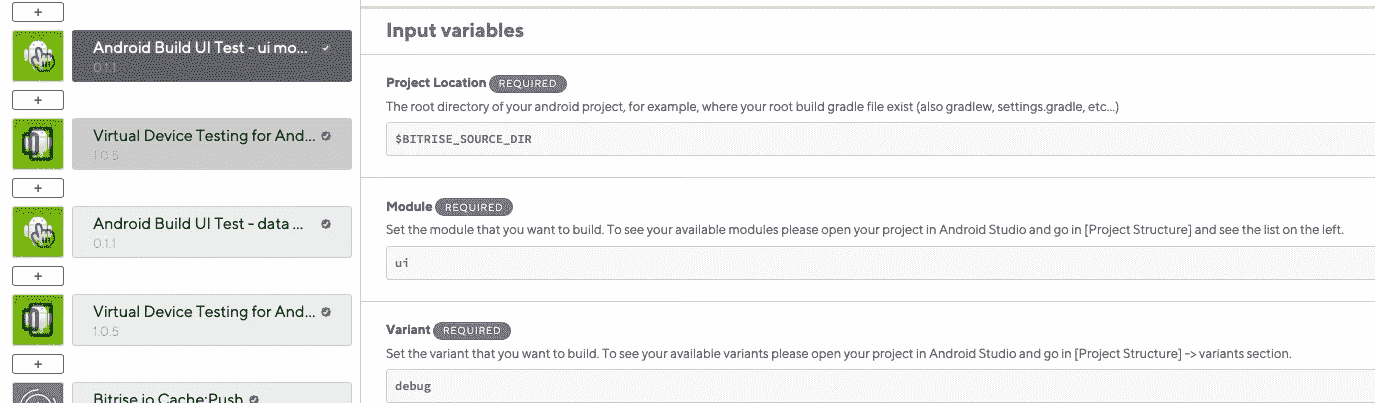 +
Android Build UI Test - ui mo...
0.1.1
+
Virtual Device Testing for And...
1.0.5
+
Android Build UI Test - data ...
0.1.1
+
Virtual Device Testing for And...
1.0.5
+
Bitrise.io Cache:Push
Input variables
Project Location REQUIRED
The root directory of your android project, for example, where your root build gradle file exist (also gradlew, settings.gradle, etc...)
$BITRISE_SOURCE_DIR
Module REQUIRED
Set the module that you want to build. To see your available modules please open your project in Android Studio and go in [Project Structure] and see the list on the left.
ui
Variant REQUIRED
Set the variant that you want to build. To see your available variants please open your project in Android Studio and go in [Project Structure] -> variants section.
debug